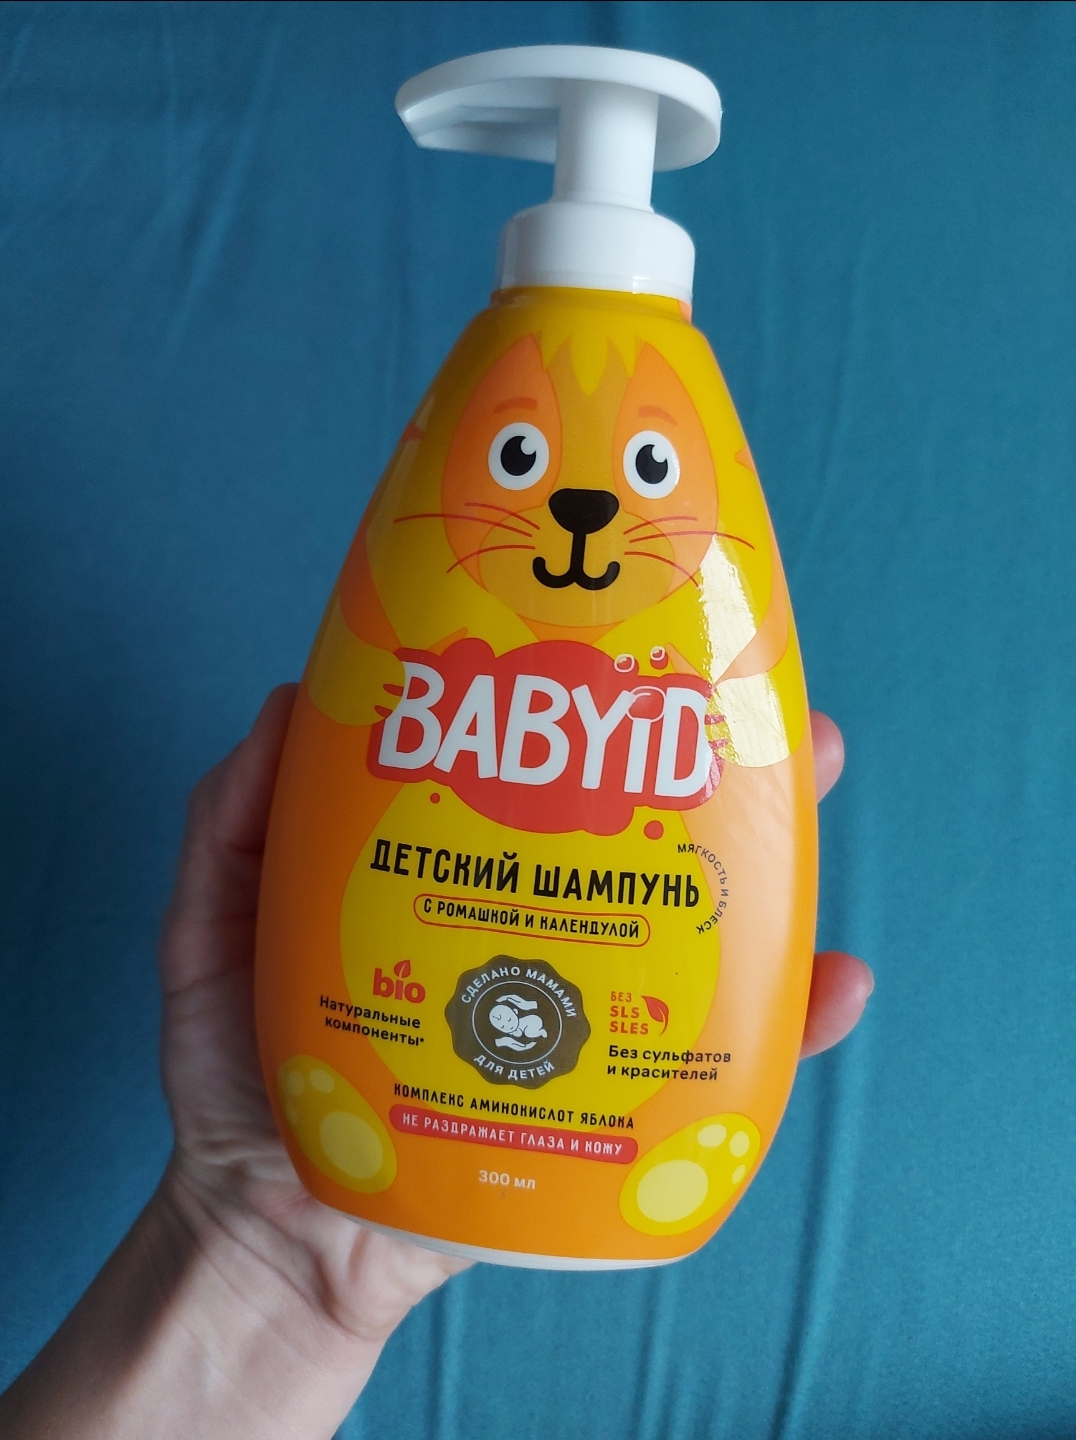 BABYiD
ДЕТСКИЙ ШАМПУНЬ
С РОМАШКОЙ И КАЛЕНДУЛОЙ
МЯГКОСТЬ И БЛЕСК
bio
Натуральные
компоненты*
СДЕЛАНО МАМАМИ
ДЛЯ ДЕТЕЙ
БЕЗ
SLS
SLES
Без сульфатов
и красителей
КОМПЛЕКС АМИНОКИСЛОТ ЯБЛОКА
НЕ РАЗДРАЖАЕТ ГЛАЗА И КОЖУ
300 мл